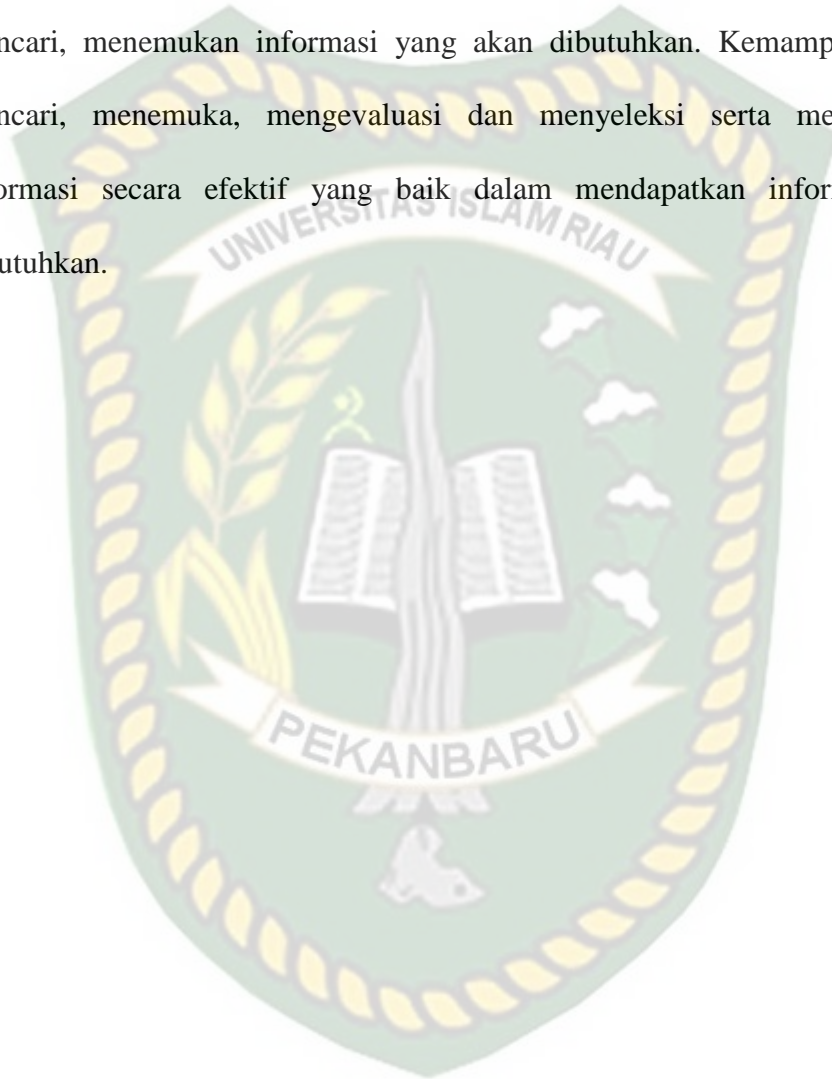 ncari, menemukan informasi yang akan dibutuhkan. Kemamp
ncari, menemuka, mengevaluasi dan menyeleksi serta me
ormasi secara efektif yang baik dalam mendapatkan infor
utuhkan.
UNIVERSITAS ISLAM RIAU
PEKANBARU